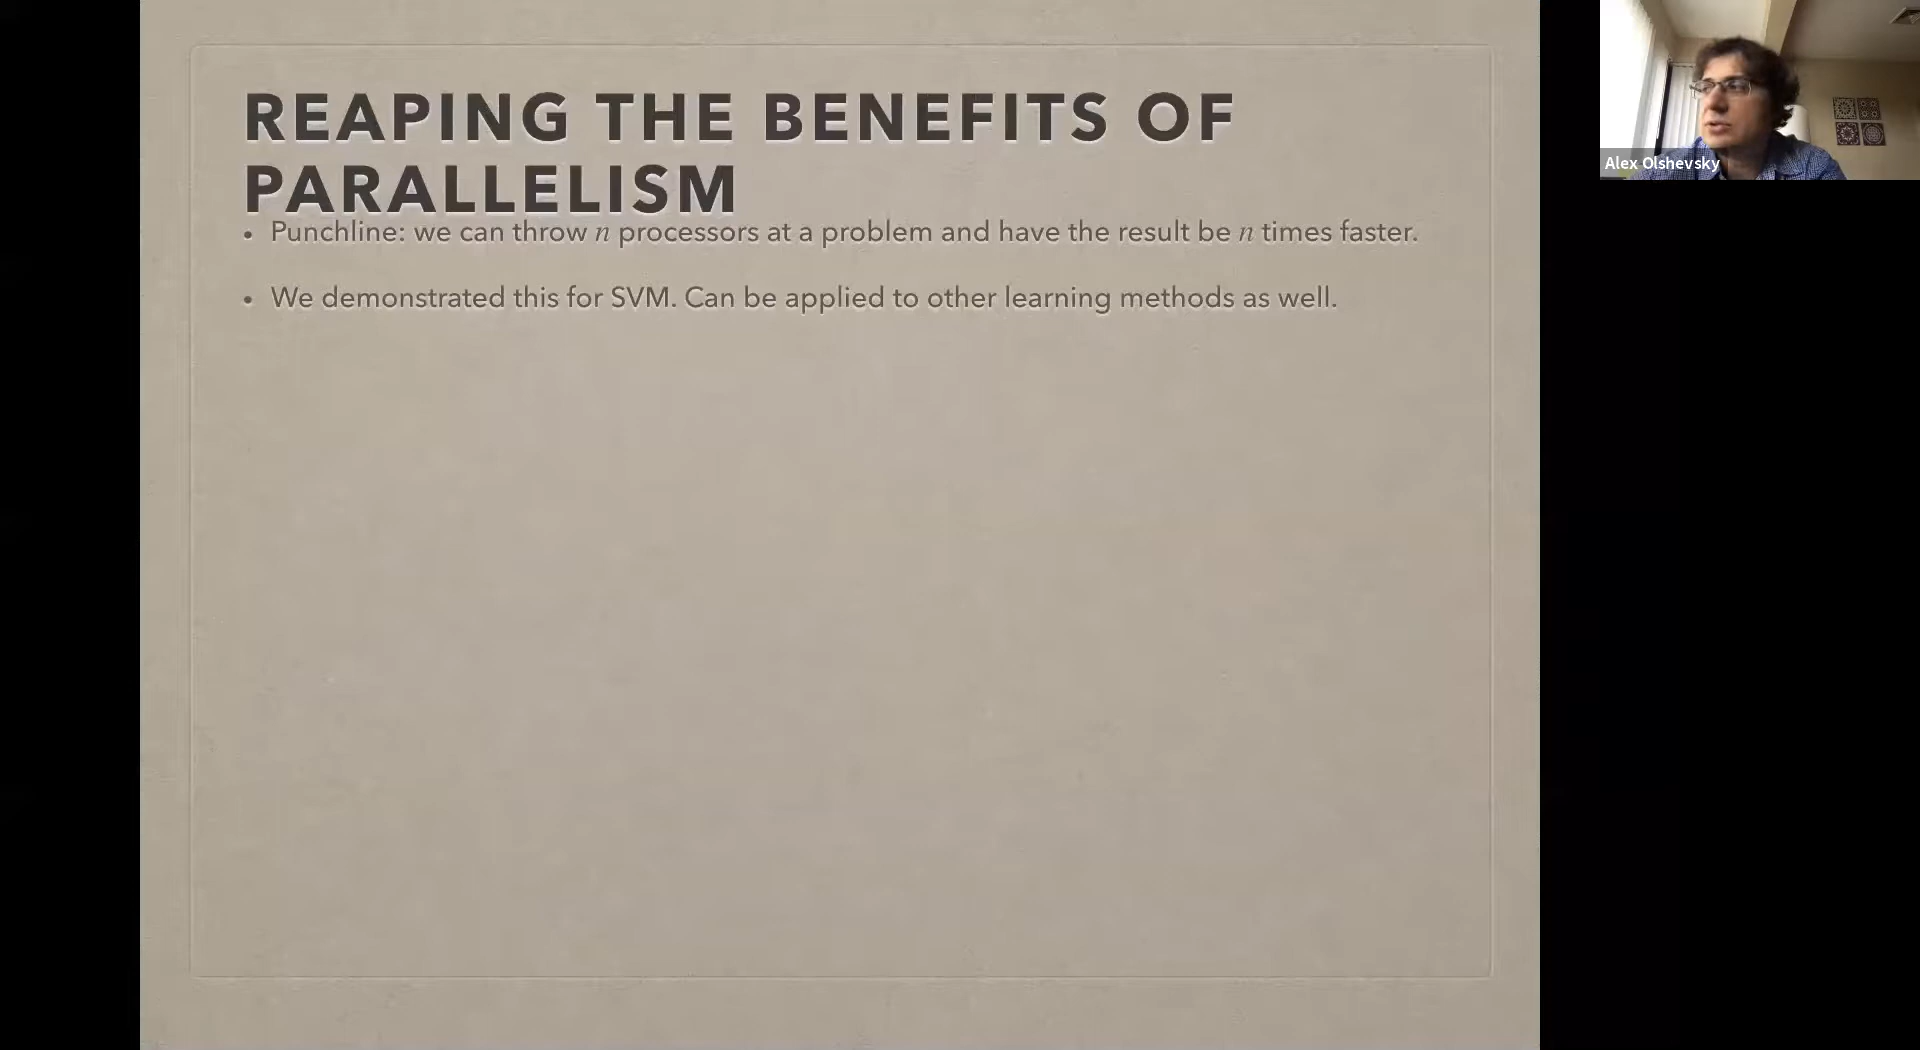 REAPING THE BENEFITS OF
PARALLELISM
• Punchline: we can throw n processors at a problem and have the result be n times faster.
• We demonstrated this for SVM. Can be applied to other learning methods as well.
Alex Olshevsky